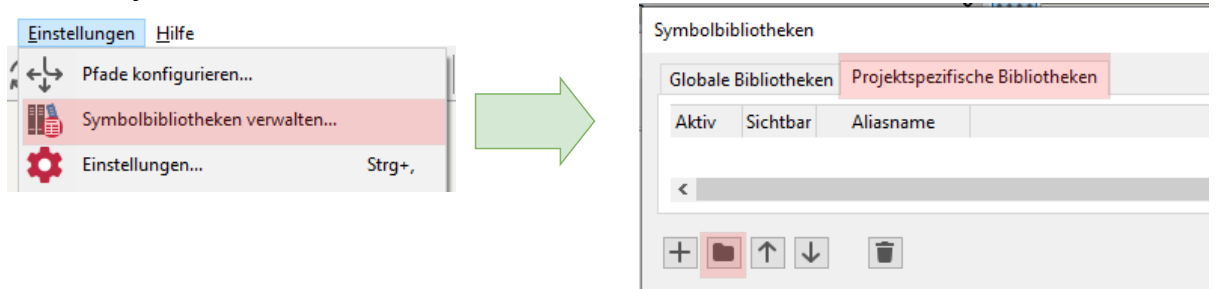 Einstellungen Hilfe
Pfade konfigurieren...
Symbolbibliotheken verwalten...
Einstellungen... Strg+,
Symbolbibliotheken
Globale Bibliotheken Projektspezifische Bibliotheken
Aktiv Sichtbar Aliasname